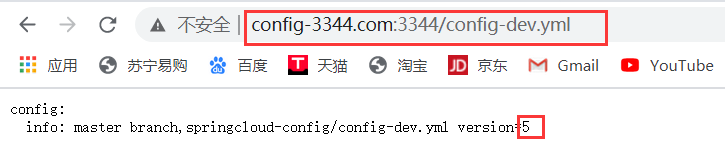 不安全 | config-3344.com:3344/config-dev.yml
应用 苏宁易购 百度 天猫 淘宝 JD 京东 Gmail YouTube
config:
info: master branch,springcloud-config/config-dev.yml version=5